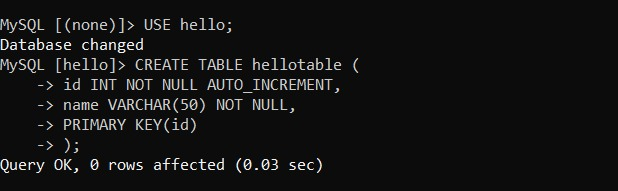 MySQL [(none)]> USE hello;
Database changed
MySQL [hello]> CREATE TABLE hellotable (
    -> id INT NOT NULL AUTO_INCREMENT,
    -> name VARCHAR(50) NOT NULL,
    -> PRIMARY KEY(id)
    -> );
Query OK, 0 rows affected (0.03 sec)